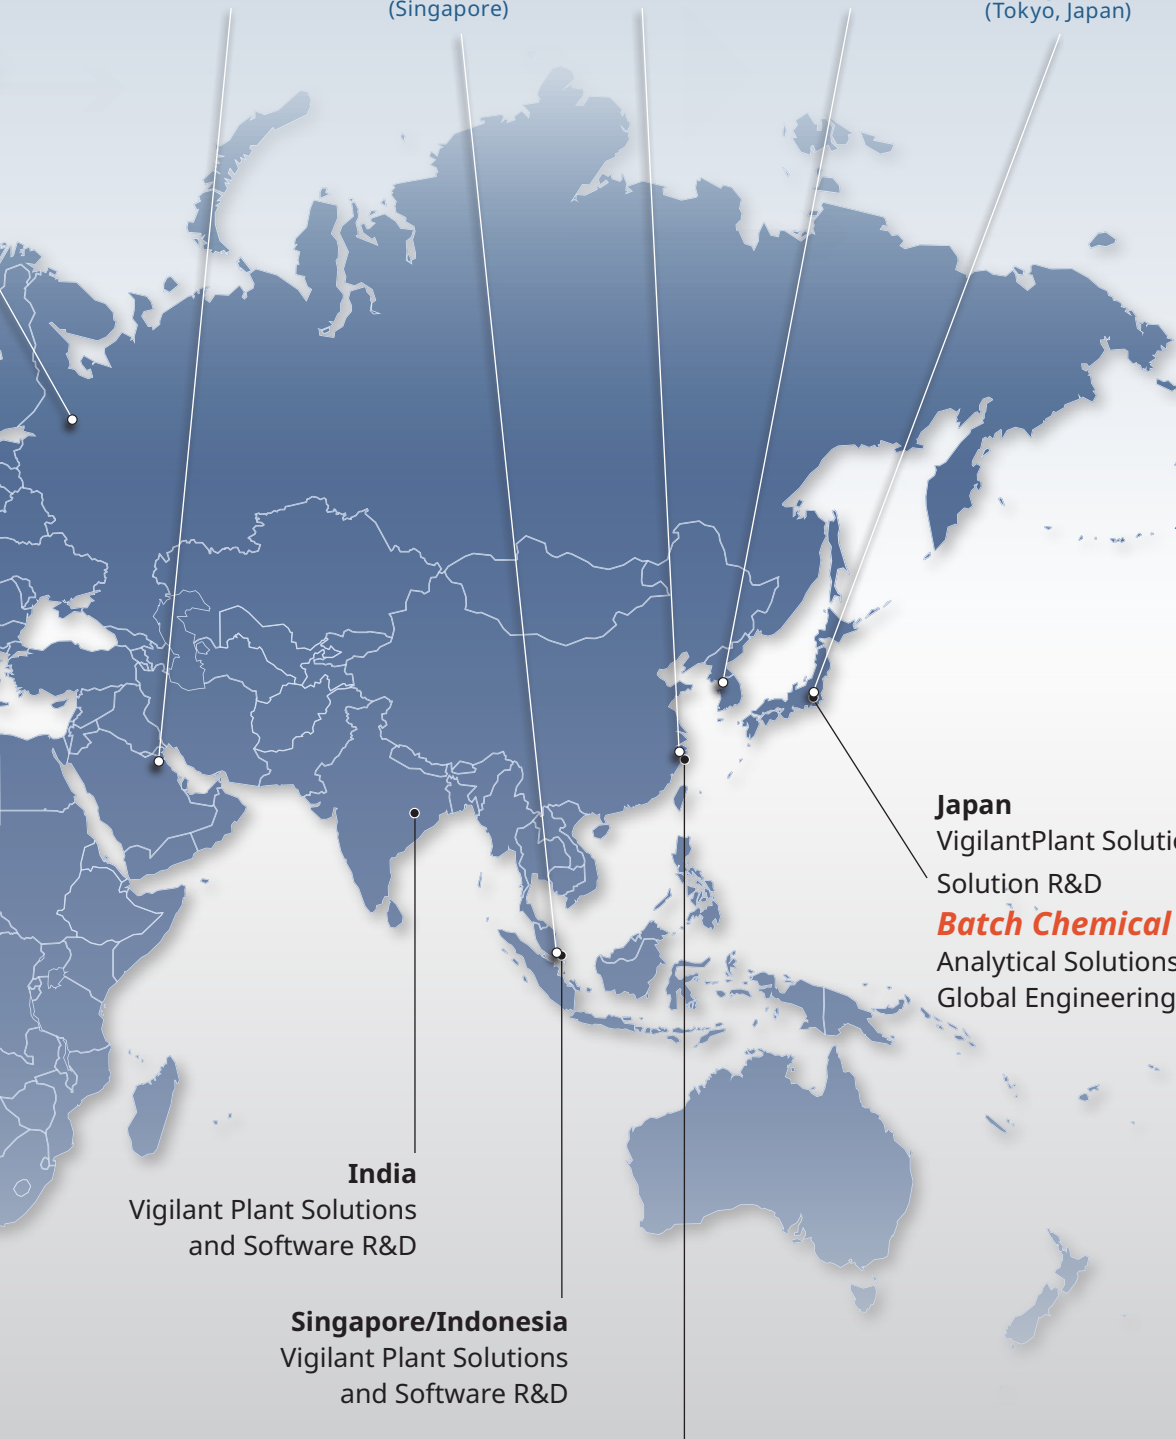 (Singapore)
(Tokyo, Japan)
Japan
VigilantPlant
Solution R&D
Batch Chemical
Analytical Solutions
Global Engineering
India
Vigilant Plant Solutions
and Software R&D
Singapore/Indonesia
Vigilant Plant Solutions
and Software R&D